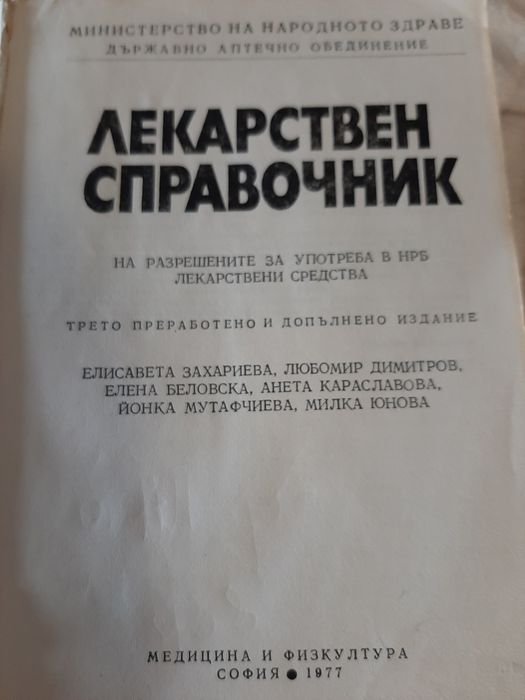 МИНИСТЕРСТВО НА НАРОДНОТО ЗДРАВЕ
ДЪРЖАВНО АПТЕЧНО ОБЕДИНЕНИЕ
ЛЕКАРСТВЕН
СПРАВОЧНИК
НА РАЗРЕШЕНИТЕ ЗА УПОТРЕБА В НРБ
ЛЕКАРСТВЕНИ СРЕДСТВА
ТРЕТО ПРЕРАБОТЕНО И ДОПЪЛНЕНО ИЗДАНИЕ
ЕЛИСАВЕТА ЗАХАРИЕВА, ЛЮБОМИР ДИМИТРОВ,
ЕЛЕНА БЕЛОВСКА, АНЕТА КАРАСЛАВОВА,
ЙОНКА МУТАФЧИЕВА, МИЛКА ЮНОВА
МЕДИЦИНА И ФИЗКУЛТУРА
СОФИЯ ● 1977